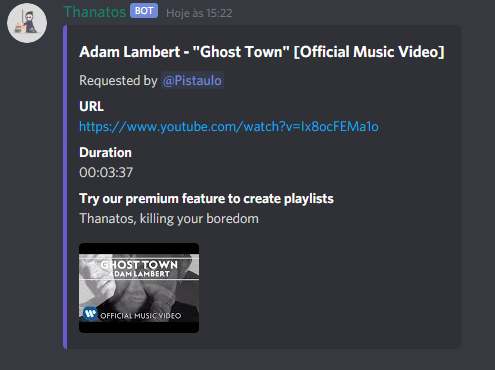 Thanatos BOT Hoje às 15:22
Adam Lambert - "Ghost Town" [Official Music Video]
Requested by @Pistaulo
URL
https://www.youtube.com/watch?v=Ix8ocFEMa1o
Duration
00:03:37
Try our premium feature to create playlists
Thanatos, killing your boredom
GHOST TOWN
ADAM LAMBERT
OFFICIAL MUSIC VIDEO